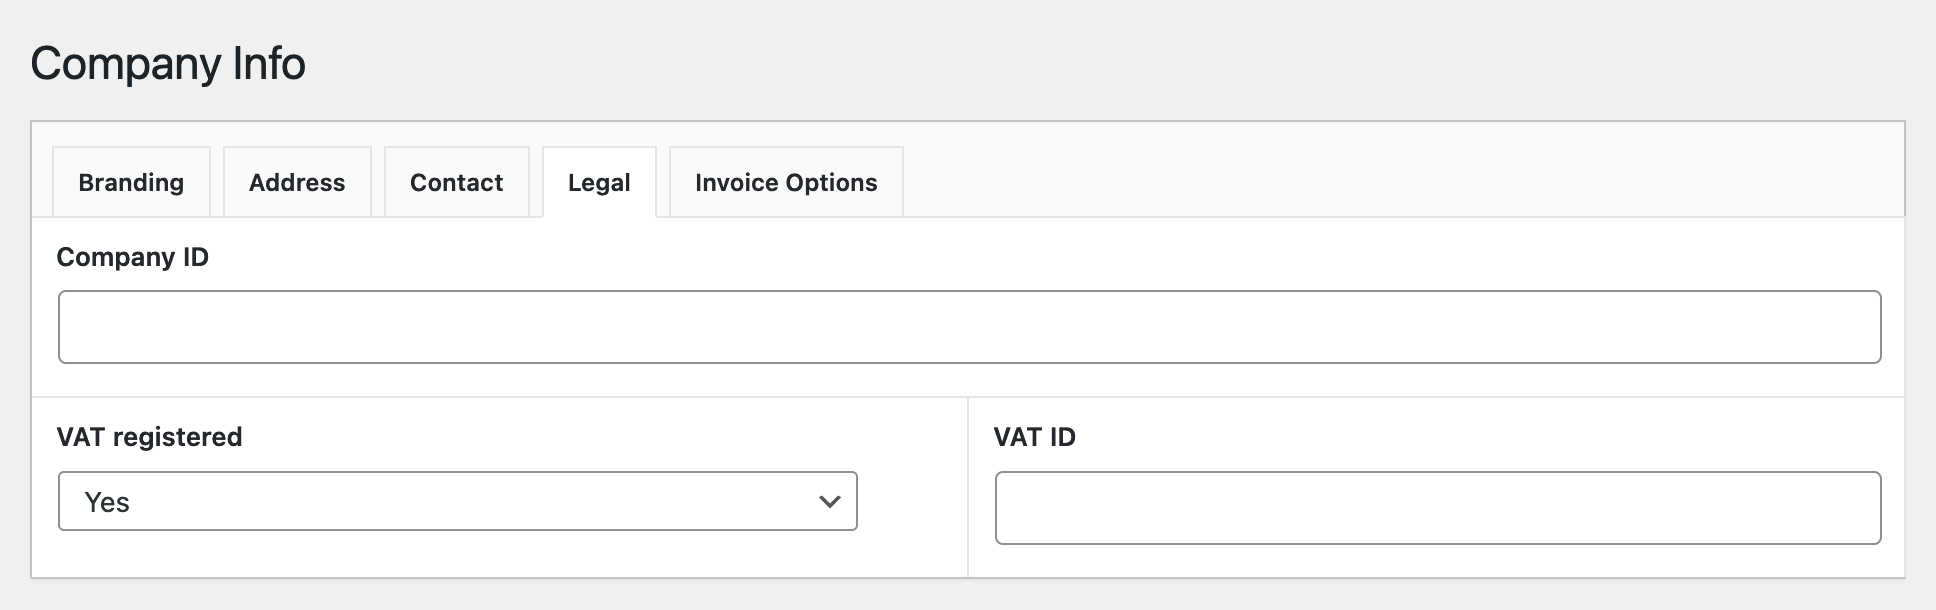 Company Info
Branding Address Contact Legal Invoice Options
Company ID
VAT registered VAT ID
Yes